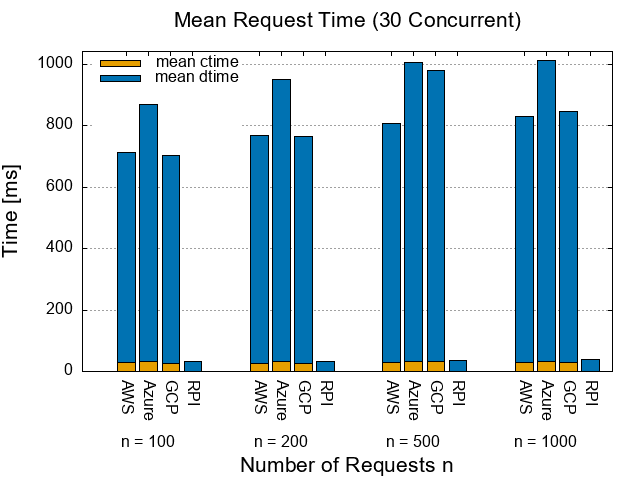 Mean Request Time (30 Concurrent)
mean ctime
mean dtime
Time [ms]
1000
800
600
400
200
0
AWS Azure GCP RPI AWS Azure GCP RPI AWS Azure GCP RPI AWS Azure GCP RPI
n = 100 n = 200 n = 500 n = 1000
Number of Requests n